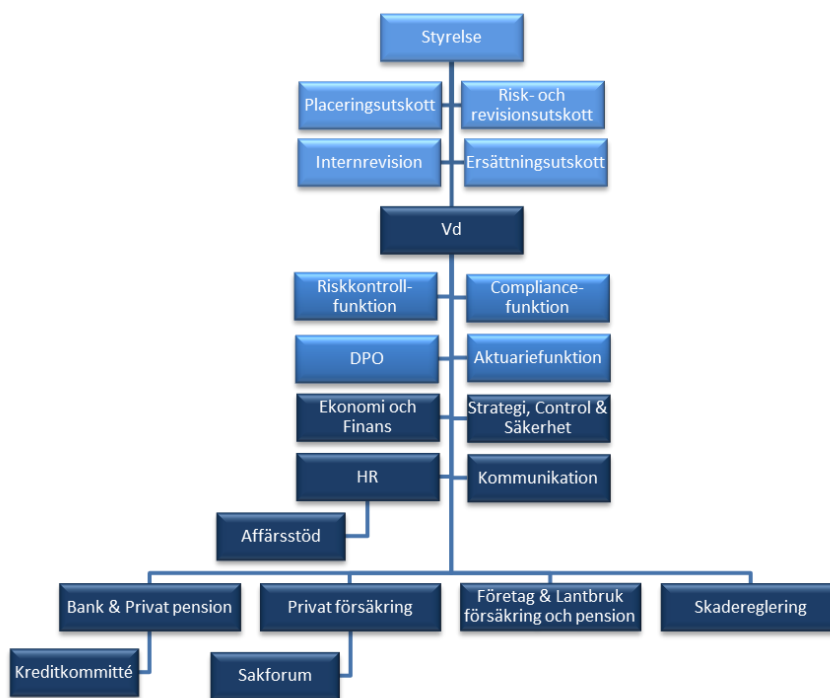 Styrelse
Placeringsutskott
Risk- och
revisionsutskott
Internrevision
Ersättningsutskott
Vd
Riskkontroll-
funktion
Compliance-
funktion
DPO
Aktuariefunktion
Ekonomi och
Finans
Strategi, Control &
Säkerhet
HR
Kommunikation
Affärsstöd
Bank & Privat pension
Privat försäkring
Företag & Lantbruk
försäkring och pension
Skadereglering
Kreditkommitté
Sakforum